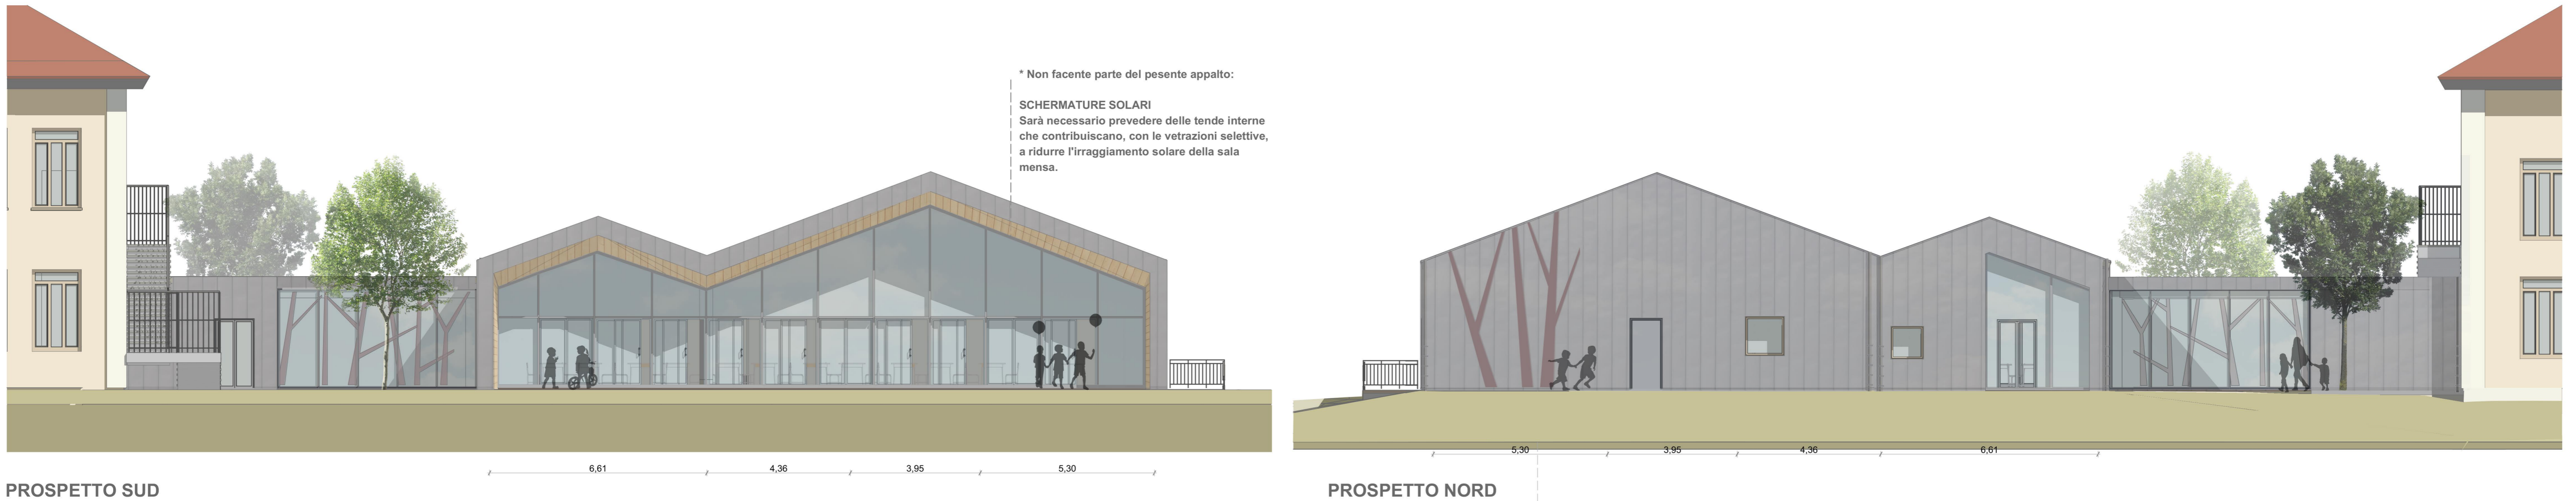 * Non facente parte del pesente appalto:
SCHERMATURE SOLARI
Sarà necessario prevedere delle tende interne
che contribuiscano, con le vetrazioni selettive,
a ridurre l'irraggiamento solare della sala
mensa.
6,61 4,36 3,95 5,30
PROSPETTO SUD
5,30 3,95 4,36 6,61
PROSPETTO NORD